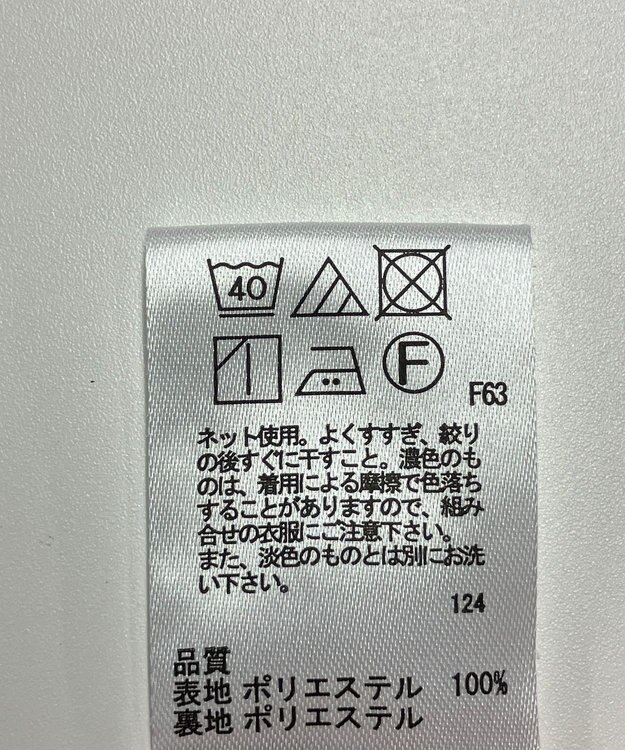 40
F
F63
ネット使用。よくすすぎ、絞り
の後すぐに干すこと。濃色のも
のは、着用による摩擦で色落ち
することがありますので、組み
合せの衣服にご注意下さい。
また、淡色のものとは別にお洗
い下さい。
124
品質
表地 ポリエステル 100%
裏地 ポリエステル